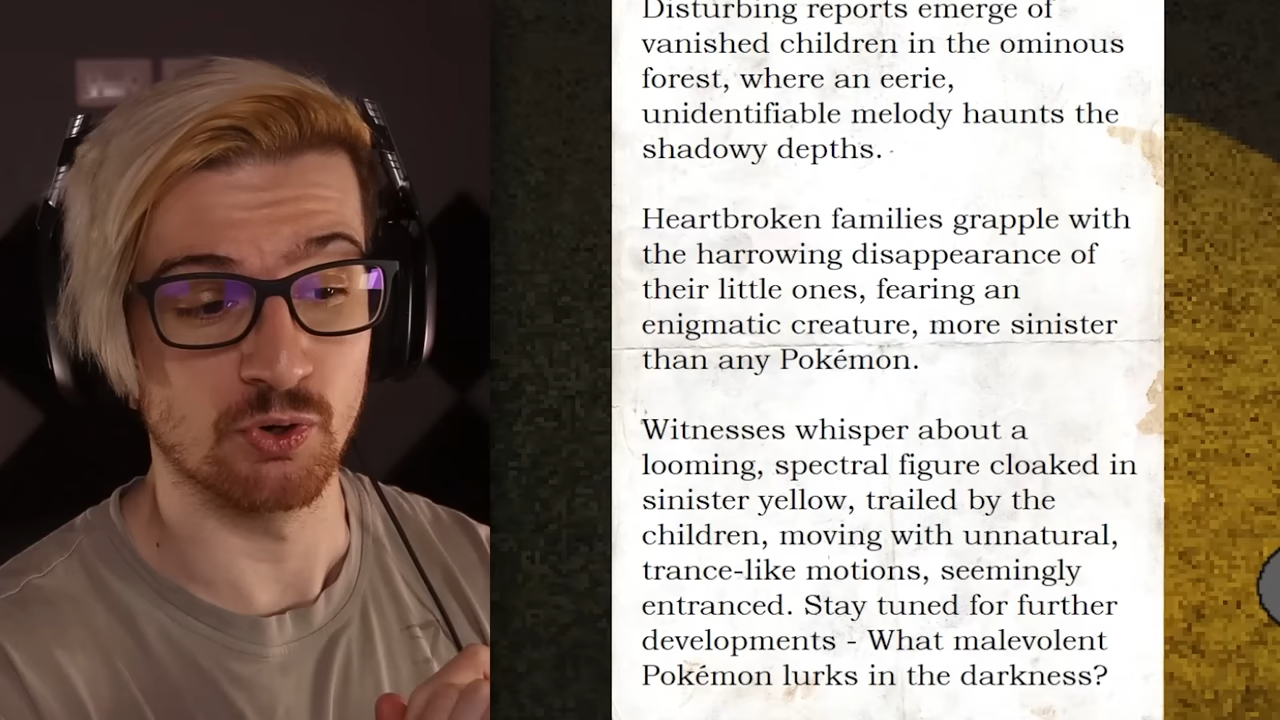 Disturbing reports emerge of
vanished children in the ominous
forest, where an eerie,
unidentifiable melody haunts the
shadowy depths.
Heartbroken families grapple with
the harrowing disappearance of
their little ones, fearing an
enigmatic creature, more sinister
than any Pokémon.
Witnesses whisper about a
looming, spectral figure cloaked in
sinister yellow, trailed by the
children, moving with unnatural,
trance-like motions, seemingly
entranced. Stay tuned for further
developments - What malevolent
Pokémon lurks in the darkness?